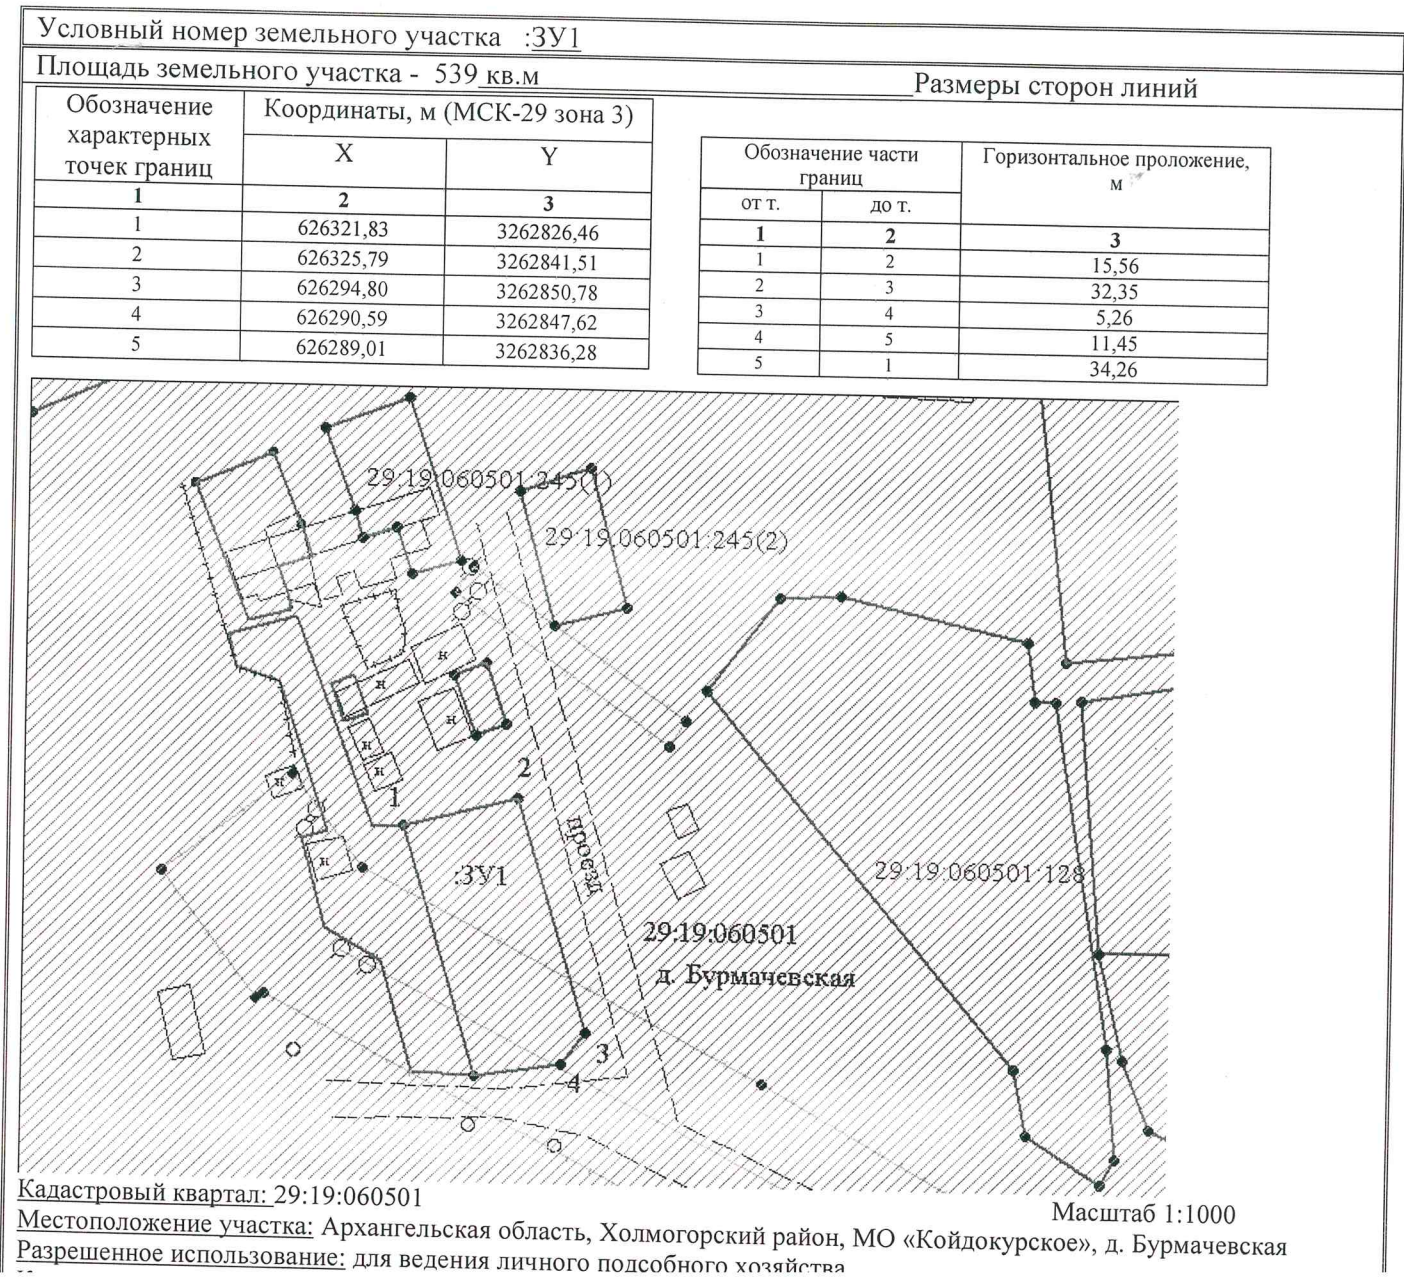 Условный номер земельного участка :ЗУ1
Площадь земельного участка - 539 кв.м
Размеры сторон линий
Обозначение характерных точек границ Координаты, м (МСК-29 зона 3)
X Y
1 2 3
1 626321,83 3262826,46
2 626325,79 3262841,51
3 626294,80 3262850,78
4 626290,59 3262847,62
5 626289,01 3262836,28
Обозначение части границ Горизонтальное проложение, м
от т. до т.
1 2 3
1 2 15,56
2 3 32,35
3 4 5,26
4 5 11,45
5 1 34,26
29:19:060501:245(1)
29:19:060501:245(2)
н
н
н
н
н
н
н
2
1
:ЗУ1
проезд
29:19:060501:128
29:19:060501
д. Бурмачевская
3
4
Кадастровый квартал: 29:19:060501
Масштаб 1:1000
Местоположение участка: Архангельская область, Холмогорский район, МО «Койдокурское», д. Бурмачевская
Разрешенное использование: для ведения личного подсобного хозяйства